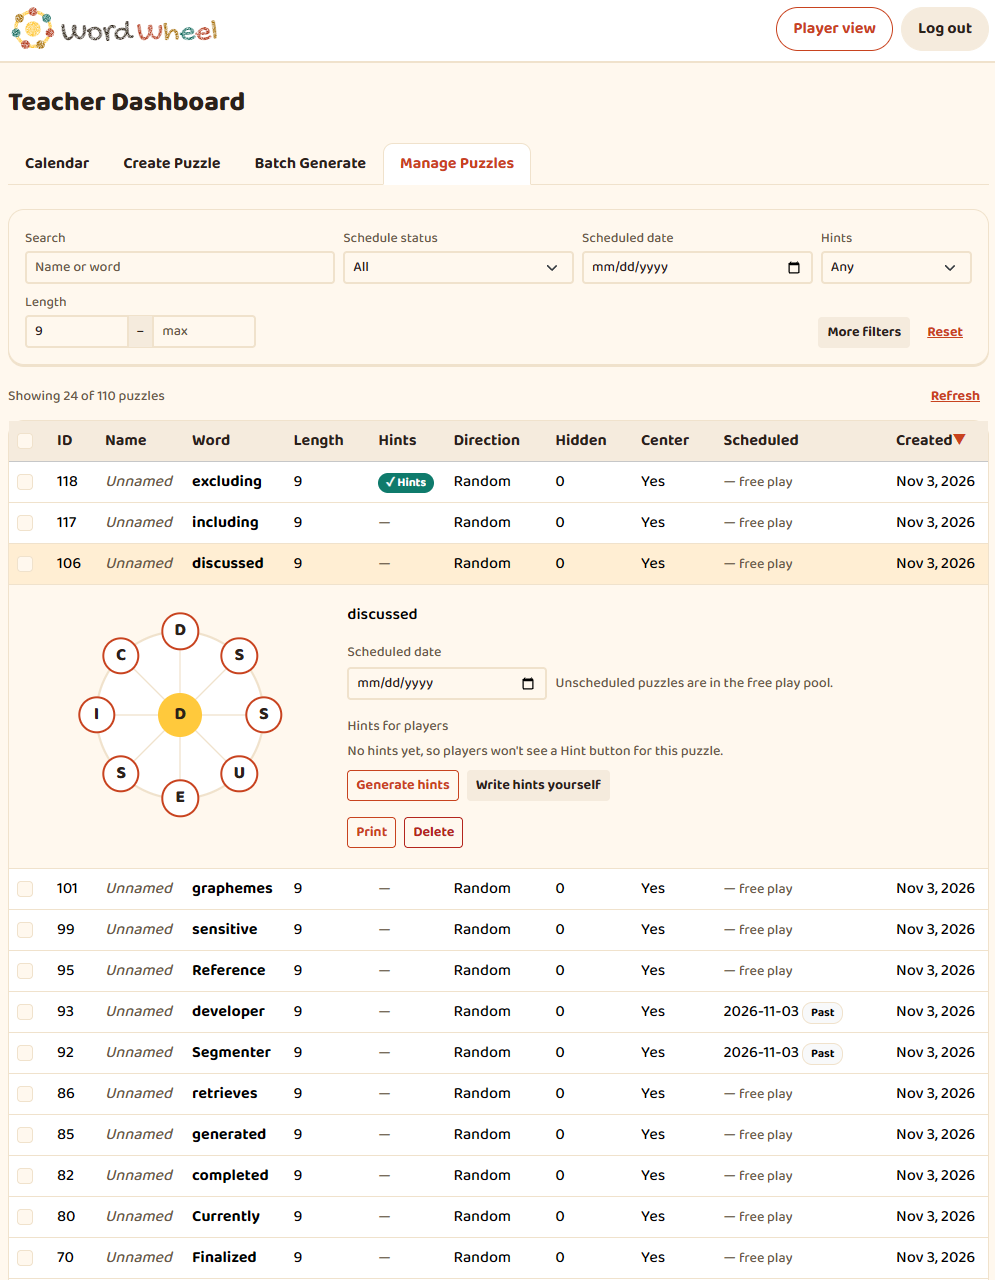 Word Wheel
Player view
Log out
Teacher Dashboard
Calendar Create Puzzle Batch Generate Manage Puzzles
Search Schedule status Scheduled date Hints
Name or word All mm/dd/yyyy Any
Length
9 – max More filters Reset
Showing 24 of 110 puzzles Refresh
ID Name Word Length Hints Direction Hidden Center Scheduled Created▼
118 Unnamed excluding 9 ✓ Hints Random 0 Yes — free play Nov 3, 2026
117 Unnamed including 9 — Random 0 Yes — free play Nov 3, 2026
106 Unnamed discussed 9 — Random 0 Yes — free play Nov 3, 2026
D
C S
I D S
S U
E
discussed
Scheduled date
mm/dd/yyyy Unscheduled puzzles are in the free play pool.
Hints for players
No hints yet, so players won't see a Hint button for this puzzle.
Generate hints Write hints yourself
Print Delete
101 Unnamed graphemes 9 — Random 0 Yes — free play Nov 3, 2026
99 Unnamed sensitive 9 — Random 0 Yes — free play Nov 3, 2026
95 Unnamed Reference 9 — Random 0 Yes — free play Nov 3, 2026
93 Unnamed developer 9 — Random 0 Yes 2026-11-03 Past Nov 3, 2026
92 Unnamed Segmenter 9 — Random 0 Yes 2026-11-03 Past Nov 3, 2026
86 Unnamed retrieves 9 — Random 0 Yes — free play Nov 3, 2026
85 Unnamed generated 9 — Random 0 Yes — free play Nov 3, 2026
82 Unnamed completed 9 — Random 0 Yes — free play Nov 3, 2026
80 Unnamed Currently 9 — Random 0 Yes — free play Nov 3, 2026
70 Unnamed Finalized 9 — Random 0 Yes — free play Nov 3, 2026